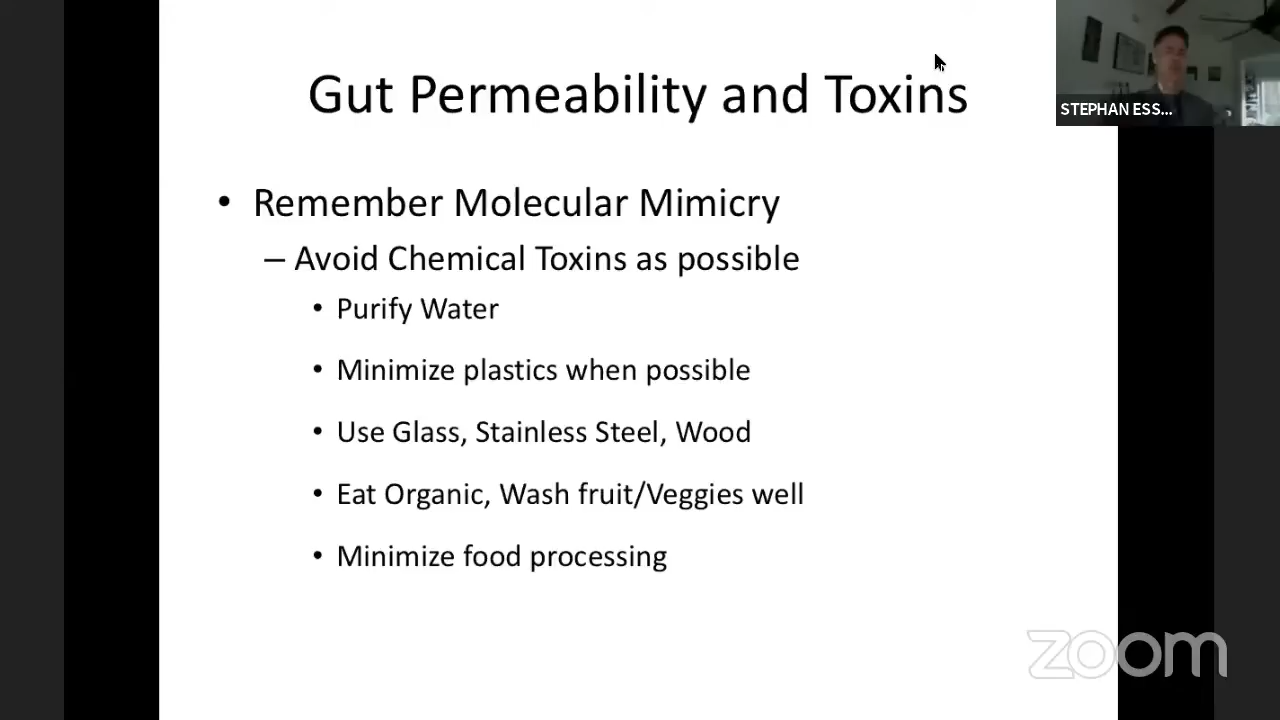 Gut Permeability and Toxins
STEPHAN ESS...
• Remember Molecular Mimicry
– Avoid Chemical Toxins as possible
• Purify Water
• Minimize plastics when possible
• Use Glass, Stainless Steel, Wood
• Eat Organic, Wash fruit/Veggies well
• Minimize food processing
zoom